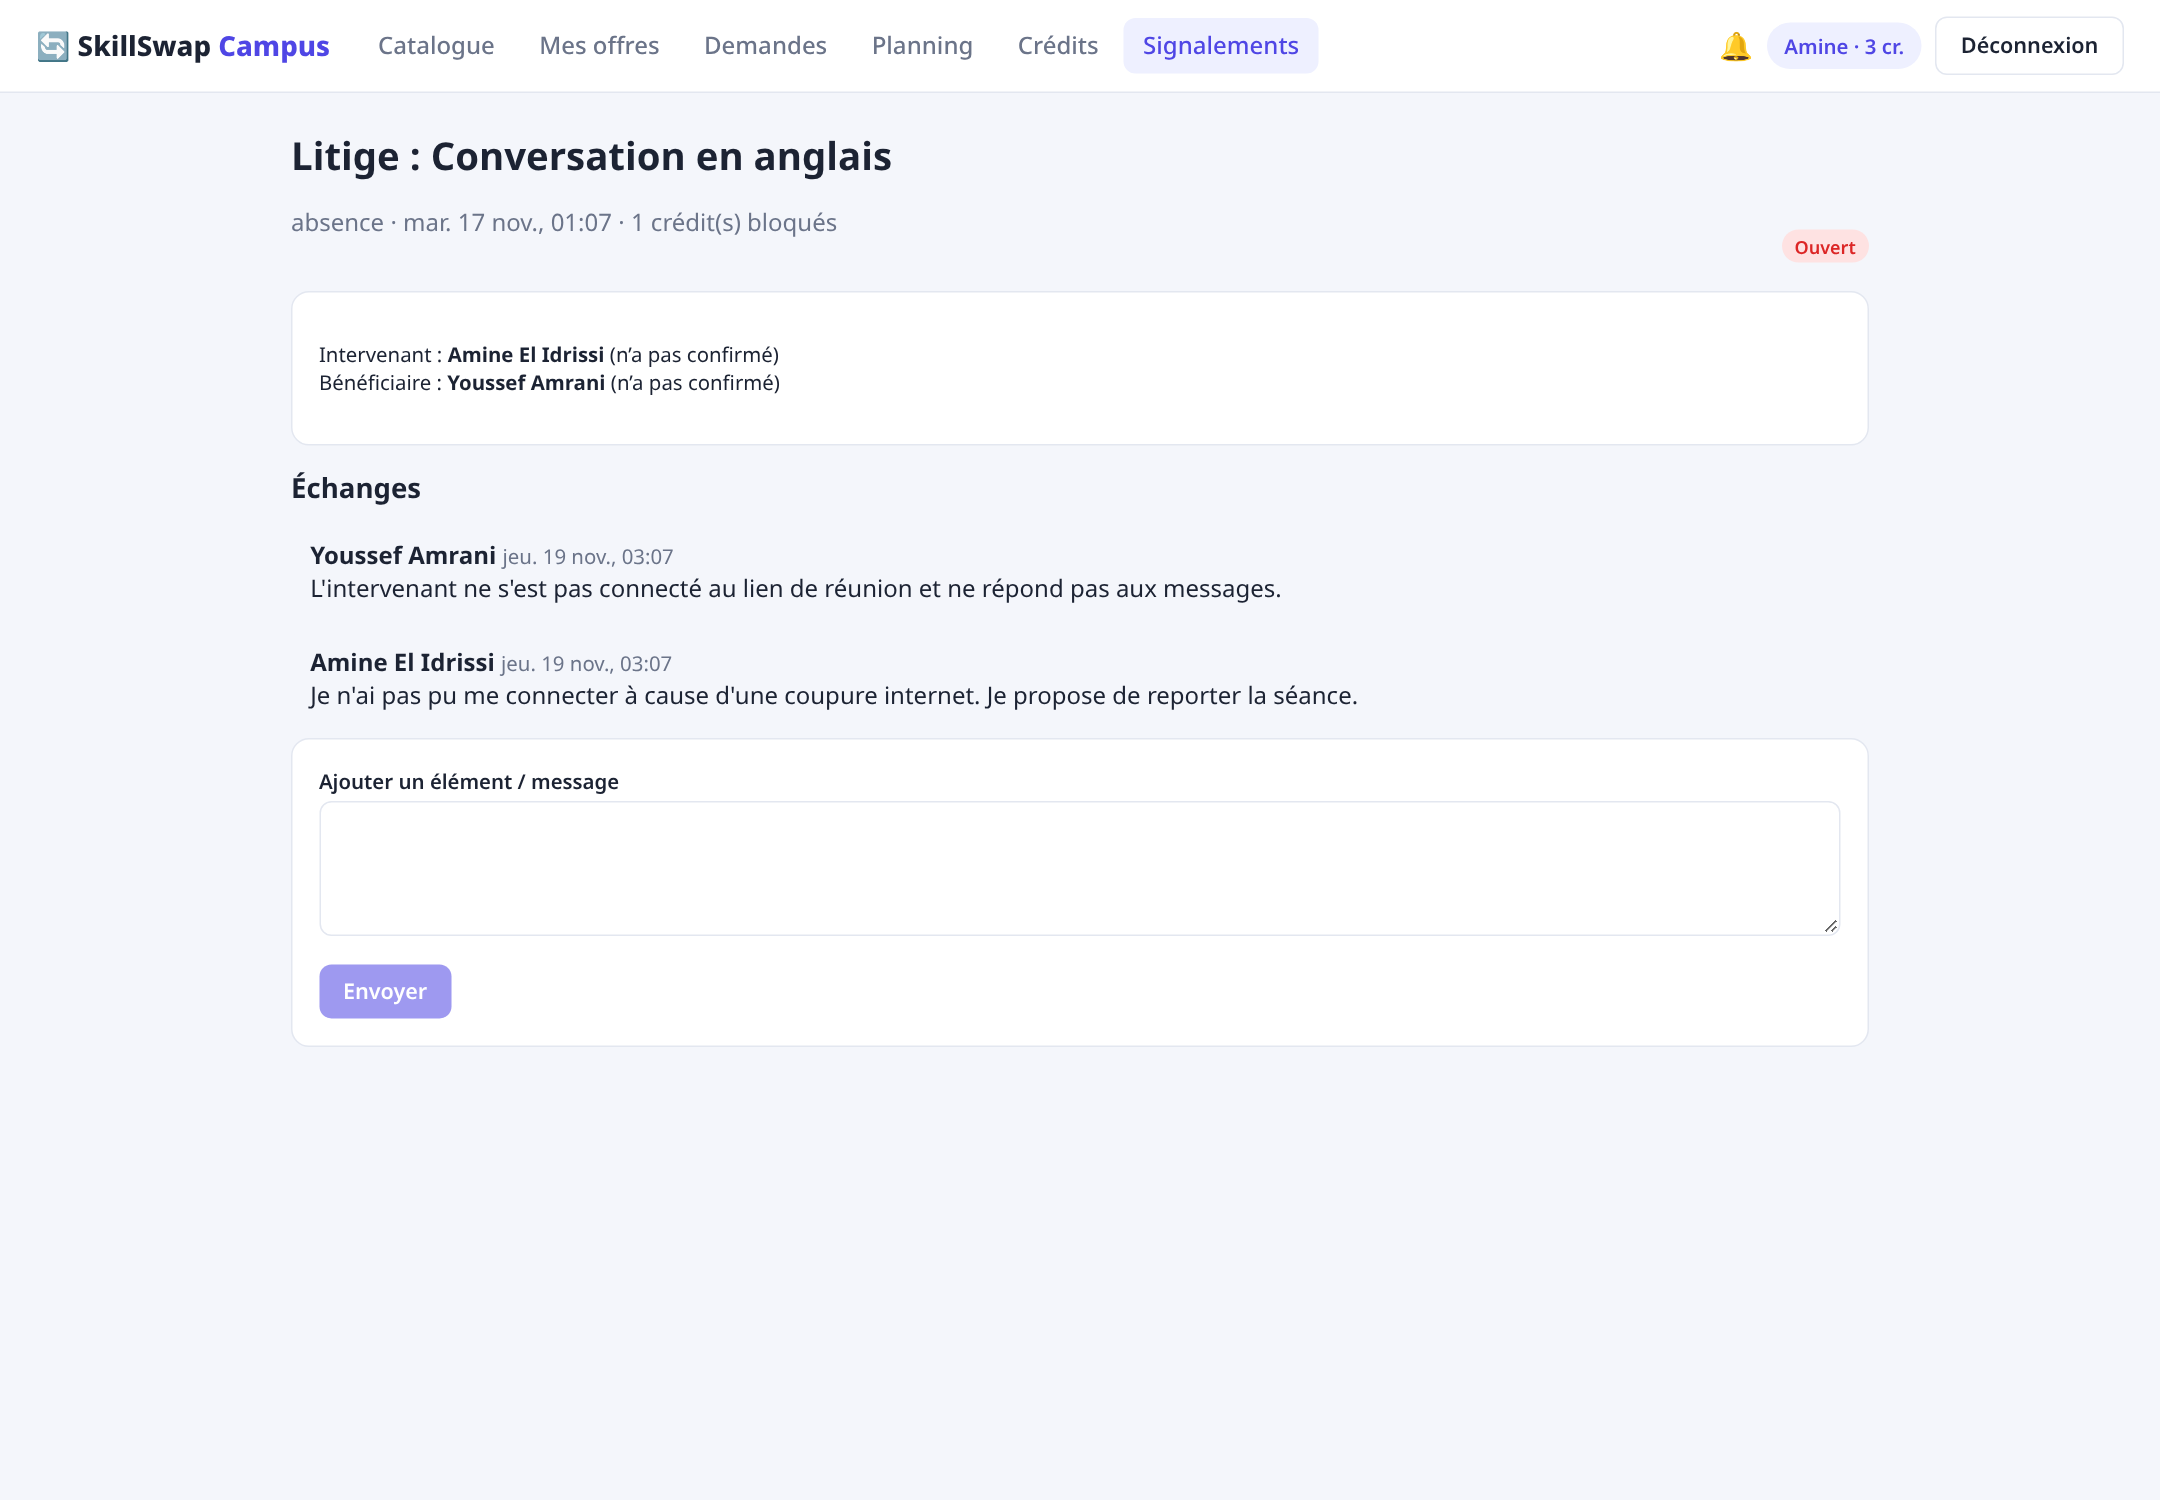 SkillSwap Campus Catalogue Mes offres Demandes Planning Crédits Signalements Amine · 3 cr. Déconnexion
Litige : Conversation en anglais
absence · mar. 17 nov., 01:07 · 1 crédit(s) bloqués
Ouvert
Intervenant : Amine El Idrissi (n’a pas confirmé)
Bénéficiaire : Youssef Amrani (n’a pas confirmé)
Échanges
Youssef Amrani jeu. 19 nov., 03:07
L'intervenant ne s'est pas connecté au lien de réunion et ne répond pas aux messages.
Amine El Idrissi jeu. 19 nov., 03:07
Je n'ai pas pu me connecter à cause d'une coupure internet. Je propose de reporter la séance.
Ajouter un élément / message
Envoyer